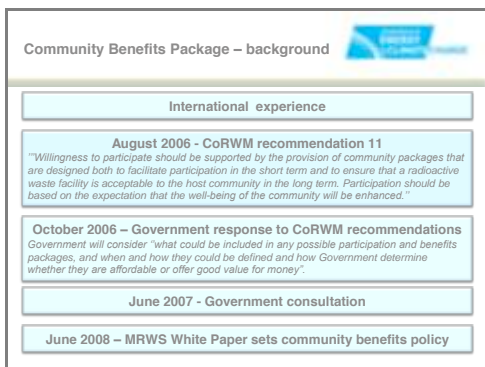 Community Benefits Package – background
ENERGY
& CLIMATE CHANGE
International experience
August 2006 - CoRWM recommendation 11
"'Willingness to participate should be supported by the provision of community packages that
are designed both to facilitate participation in the short term and to ensure that a radioactive
waste facility is acceptable to the host community in the long term. Participation should be
based on the expectation that the well-being of the community will be enhanced.''
October 2006 – Government response to CoRWM recommendations
Government will consider "what could be included in any possible participation and benefits
packages, and when and how they could be defined and how Government determine
whether they are affordable or offer good value for money".
June 2007 - Government consultation
June 2008 – MRWS White Paper sets community benefits policy